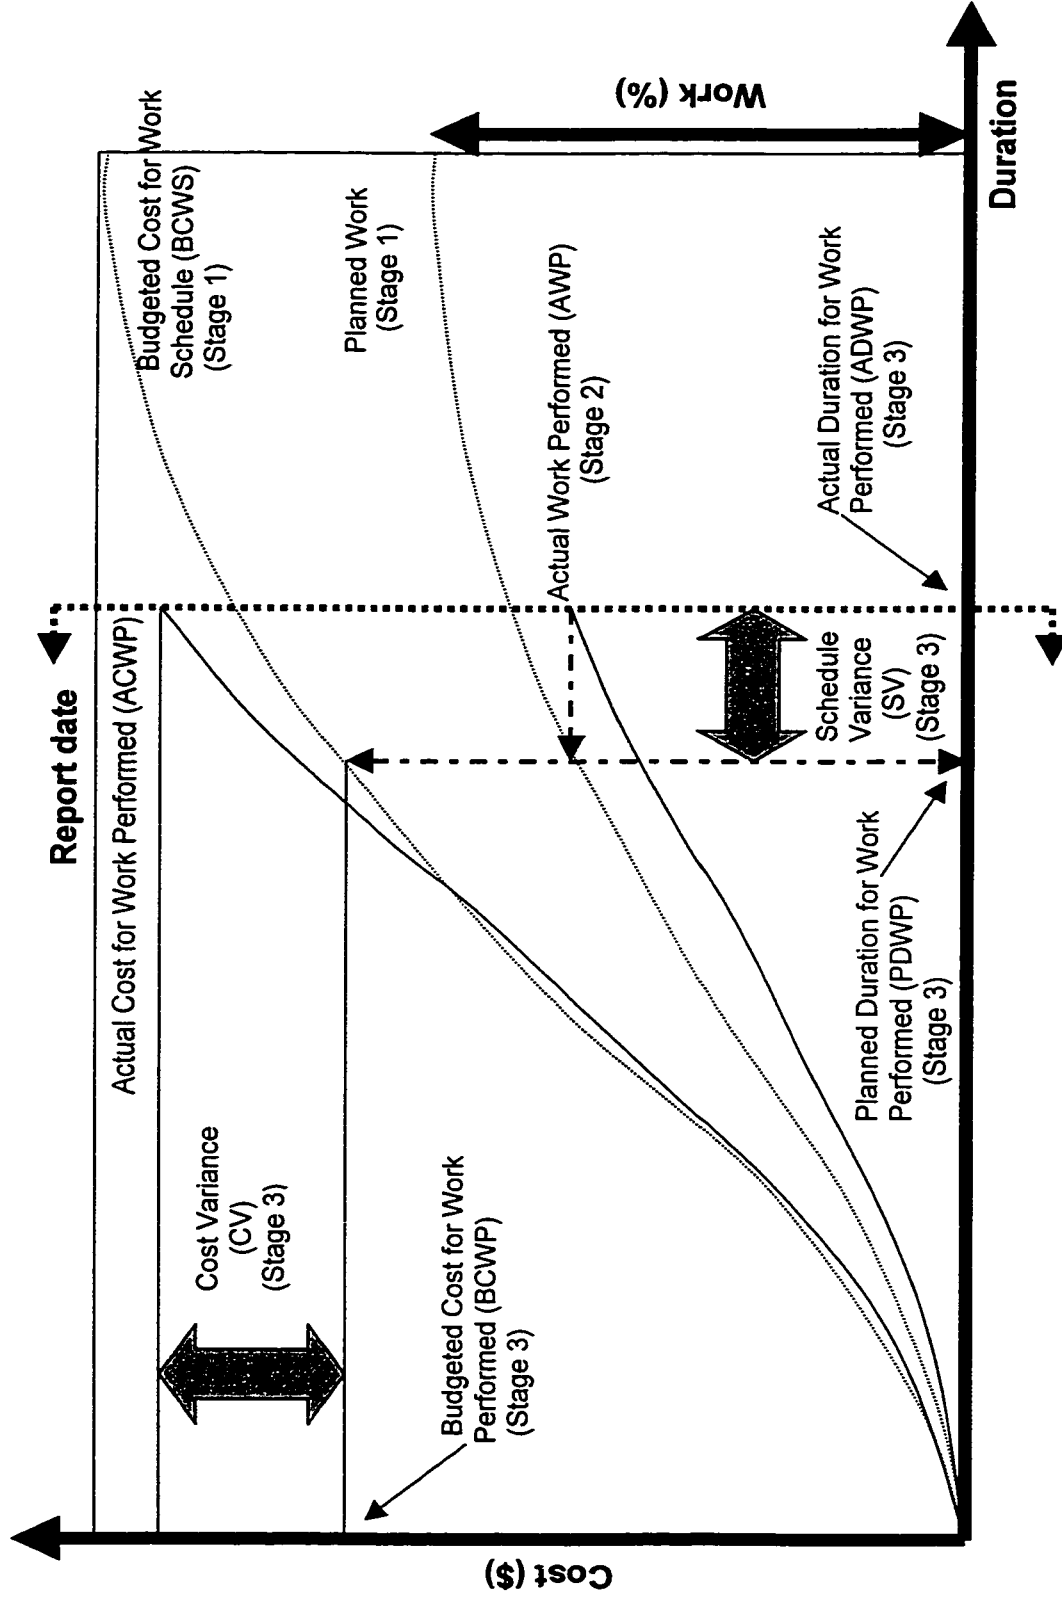 Report date
Actual Cost for Work Performed (ACWP)
Budgeted Cost for Work
Schedule (BCWS)
(Stage 1)
Cost Variance
(CV)
(Stage 3)
Planned Work
(Stage 1)
Budgeted Cost for Work
Performed (BCWP)
(Stage 3)
Actual Work Performed (AWP)
(Stage 2)
Cost ($)
Work (%)
Schedule
Variance
(SV)
(Stage 3)
Actual Duration for Work
Performed (ADWP)
(Stage 3)
Planned Duration for Work
Performed (PDWP)
(Stage 3)
Duration